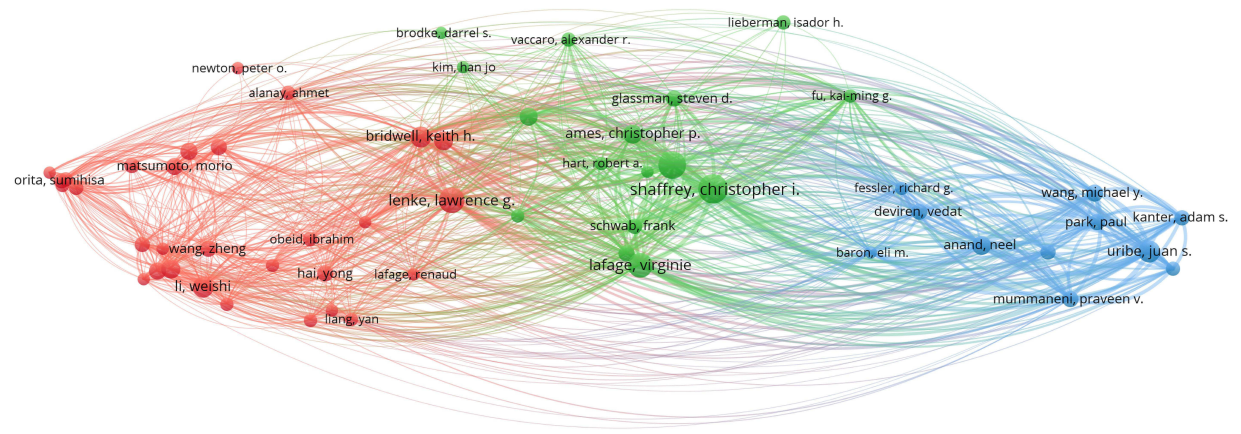 lieberman, isador h.
brodke, darrel s.
vaccaro, alexander r.
newton, peter o.
kim, han jo
alanay, ahmet
glassman, steven d.
fu, kai-ming g.
bridwell, keith h.
ames, christopher p.
matsumoto, morio
hart, robert a.
orita, sumihisa
shaffrey, christopher i.
fessler, richard g.
wang, michael y.
lenke, lawrence g.
deviren, vedat
park, paul
kanter, adam s.
schwab, frank
obeid, ibrahim
wang, zheng
anand, neel
baron, eli m.
uribe, juan s.
lafage, virginie
hai, yong
lafage, renaud
li, weishi
mummaneni, praveen v.
liang, yan